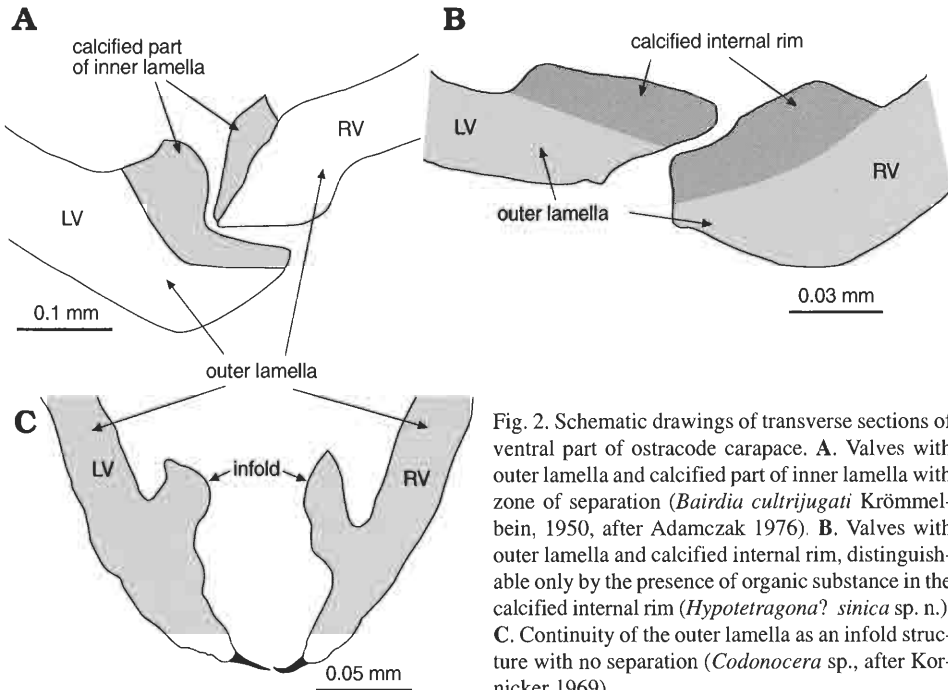 A
calcified part
of inner lamella
RV
LV
0.1 mm
B
calcified internal rim
LV
RV
outer lamella
0.03 mm
outer lamella
C
LV
infold
RV
0.05 mm
Fig. 2. Schematic drawings of transverse sections of
ventral part of ostracode carapace. A. Valves with
outer lamella and calcified part of inner lamella with
zone of separation (Bairdia cultrijugati Krömmel-
bein, 1950, after Adamczak 1976). B. Valves with
outer lamella and calcified internal rim, distinguish-
able only by the presence of organic substance in the
calcified internal rim (Hypotetragona? sinica sp. n.)
C. Continuity of the outer lamella as an infold struc-
ture with no separation (Codonocera sp., after Kor-
nicker 1969)